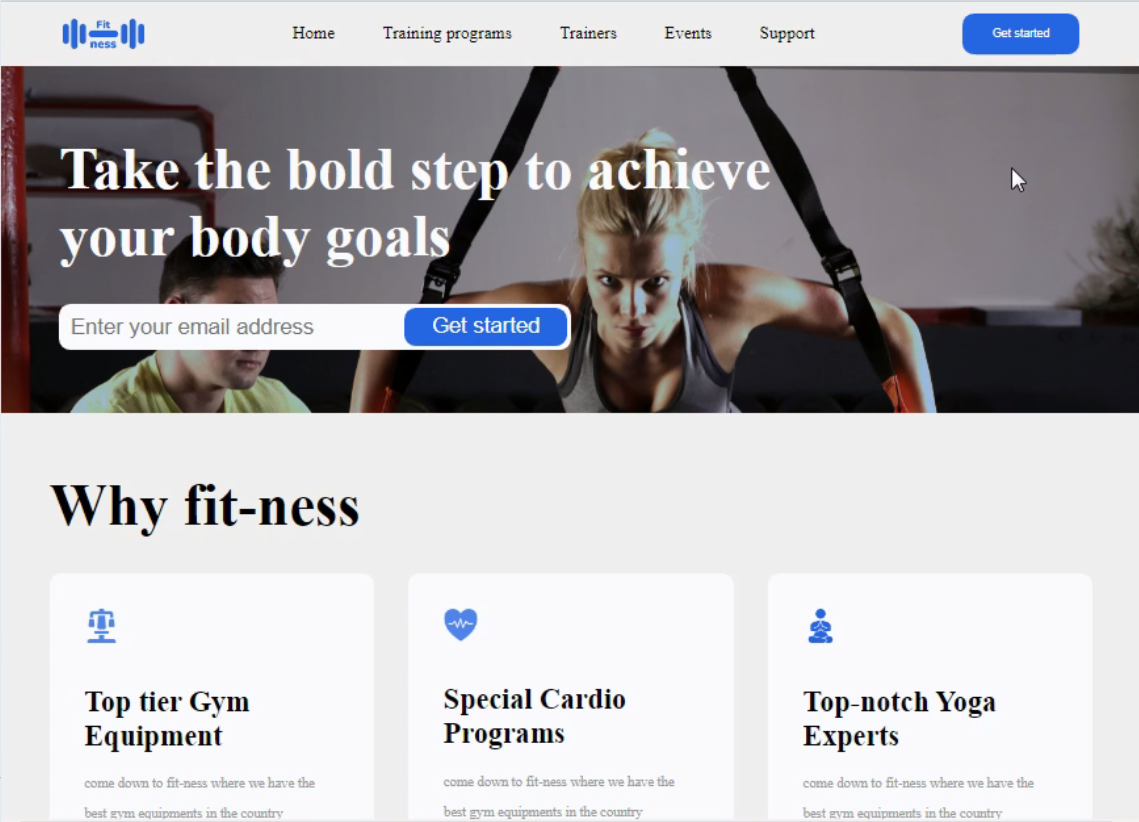 Fit
ness
Home Training programs Trainers Events Support Get started
Take the bold step to achieve
your body goals
Enter your email address Get started
Why fit-ness
Top tier Gym
Equipment
come down to fit-ness where we have the
best gym equipments in the country
Special Cardio
Programs
come down to fit-ness where we have the
best gym equipments in the country
Top-notch Yoga
Experts
come down to fit-ness where we have the
best gym equipments in the country